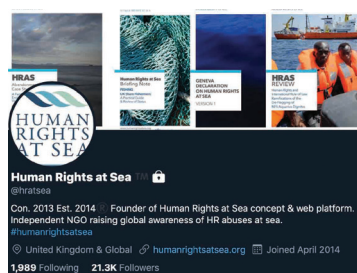 HRAS
Human Rights at Sea
Briefing Note
GENEVA
DECLARATION
ON HUMAN RIGHTS
AT SEA
VERSION 1
HRAS
REVIEW
HUMAN
RIGHTS
AT SEA
Human Rights at Sea TM
@hratsea
Con. 2013 Est. 2014 ® Founder of Human Rights at Sea concept & web platform.
Independent NGO raising global awareness of HR abuses at sea.
#humanrightsatsea
United Kingdom & Global humanrightsatsea.org Joined April 2014
1,989 Following 21.3K Followers